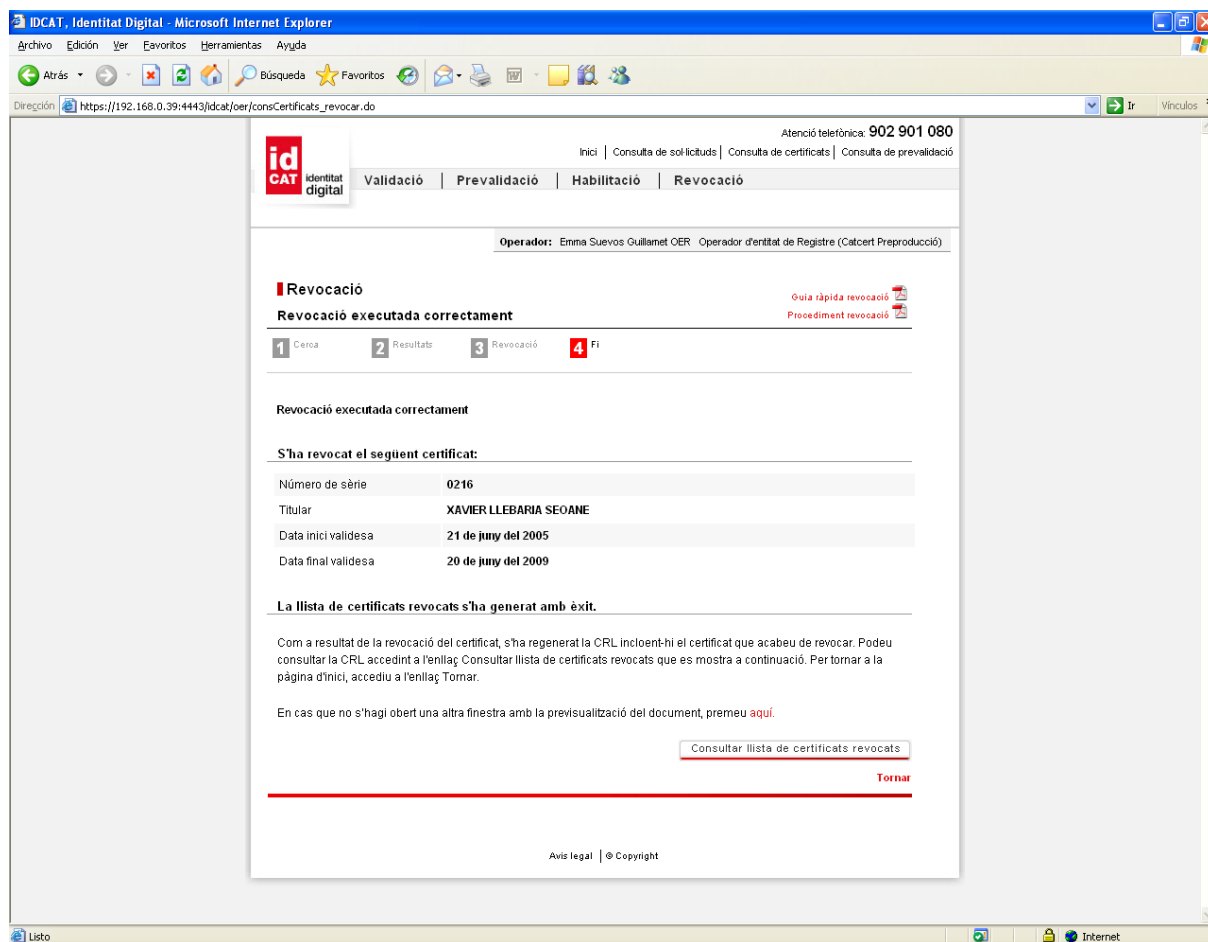 IDCAT, Identitat Digital - Microsoft Internet Explorer
Archivo Edición Ver Favoritos Herramientas Ayuda
Atrás Búsqueda Favoritos
Dirección https://192.168.0.39:4443/idcat/oer/consCertificats_revocar.do Ir Vínculos
Atenció telefònica: 902 901 080
Inici | Consulta de sol·licituds | Consulta de certificats | Consulta de prevalidació
id
CAT identitat
digital
Validació | Prevalidació | Habilitació | Revocació
Operador: Emma Suevos Guillamet OER Operador d'entitat de Registre (Catcert Preproducció)
Revocació
Guia ràpida revocació
Revocació executada correctament
Procediment revocació
1 Cerca 2 Resultats 3 Revocació 4 Fi
Revocació executada correctament
S'ha revocat el següent certificat:
Número de sèrie 0216
Titular XAVIER LLEBARIA SEOANE
Data inici validesa 21 de juny del 2005
Data final validesa 20 de juny del 2009
La llista de certificats revocats s'ha generat amb èxit.
Com a resultat de la revocació del certificat, s'ha regenerat la CRL incloent-hi el certificat que acabeu de revocar. Podeu
consultar la CRL accedint a l'enllaç Consultar llista de certificats revocats que es mostra a continuació. Per tornar a la
pàgina d'inici, accediu a l'enllaç Tornar.
En cas que no s'hagi obert una altra finestra amb la previsualització del document, premeu aquí.
Consultar llista de certificats revocats
Tornar
Avis legal | © Copyright
Listo Internet